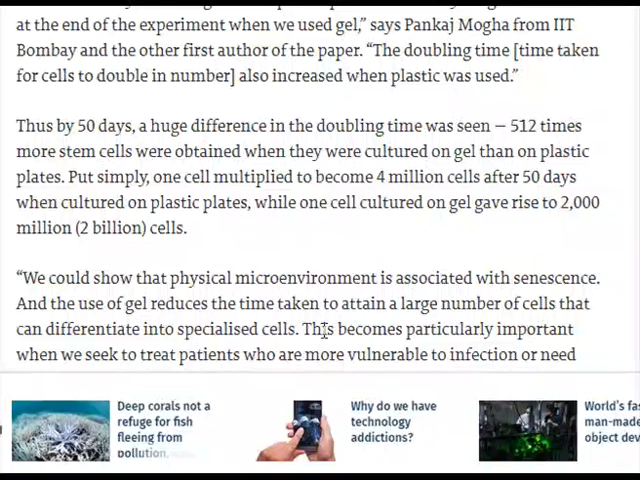 at the end of the experiment when we used gel,” says Pankaj Mogha from IIT
Bombay and the other first author of the paper. “The doubling time [time taken
for cells to double in number] also increased when plastic was used.”
Thus by 50 days, a huge difference in the doubling time was seen — 512 times
more stem cells were obtained when they were cultured on gel than on plastic
plates. Put simply, one cell multiplied to become 4 million cells after 50 days
when cultured on plastic plates, while one cell cultured on gel gave rise to 2,000
million (2 billion) cells.
“We could show that physical microenvironment is associated with senescence.
And the use of gel reduces the time taken to attain a large number of cells that
can differentiate into specialised cells. This becomes particularly important
when we seek to treat patients who are more vulnerable to infection or need
Deep corals not a
refuge for fish
fleeing from
pollution,
Why do we have
technology
addictions?
World’s fas
man-made
object dev